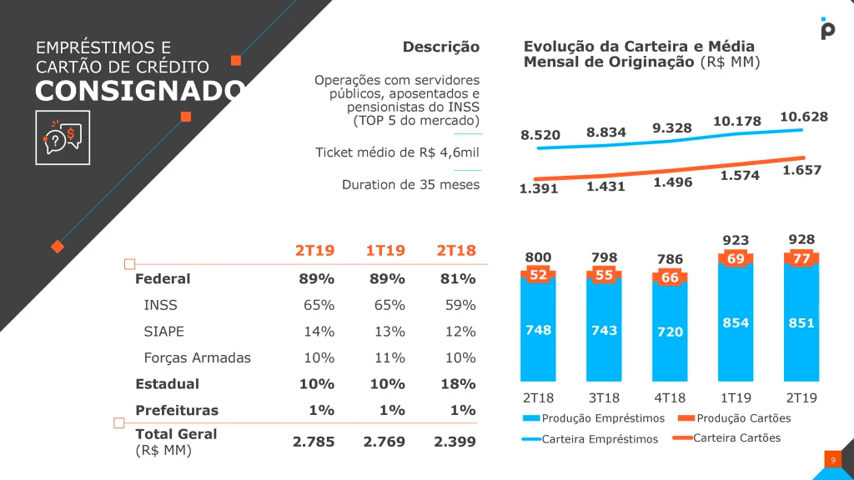 EMPRÉSTIMOS E
CARTÃO DE CRÉDITO
CONSIGNADO
? $
Descrição
Operações com servidores
públicos, aposentados e
pensionistas do INSS
(TOP 5 do mercado)
Ticket médio de R$ 4,6mil
Duration de 35 meses
2T19 1T19 2T18
Federal 89% 89% 81%
INSS 65% 65% 59%
SIAPE 14% 13% 12%
Forças Armadas 10% 11% 10%
Estadual 10% 10% 18%
Prefeituras 1% 1% 1%
Total Geral
(R$ MM) 2.785 2.769 2.399
p
Evolução da Carteira e Média
Mensal de Originação (R$ MM)
8.520 8.834 9.328 10.178 10.628
1.391 1.431 1.496 1.574 1.657
800 798 786 923 928
52 55 66 69 77
748 743 720 854 851
2T18 3T18 4T18 1T19 2T19
Produção Empréstimos Produção Cartões
Carteira Empréstimos Carteira Cartões
9